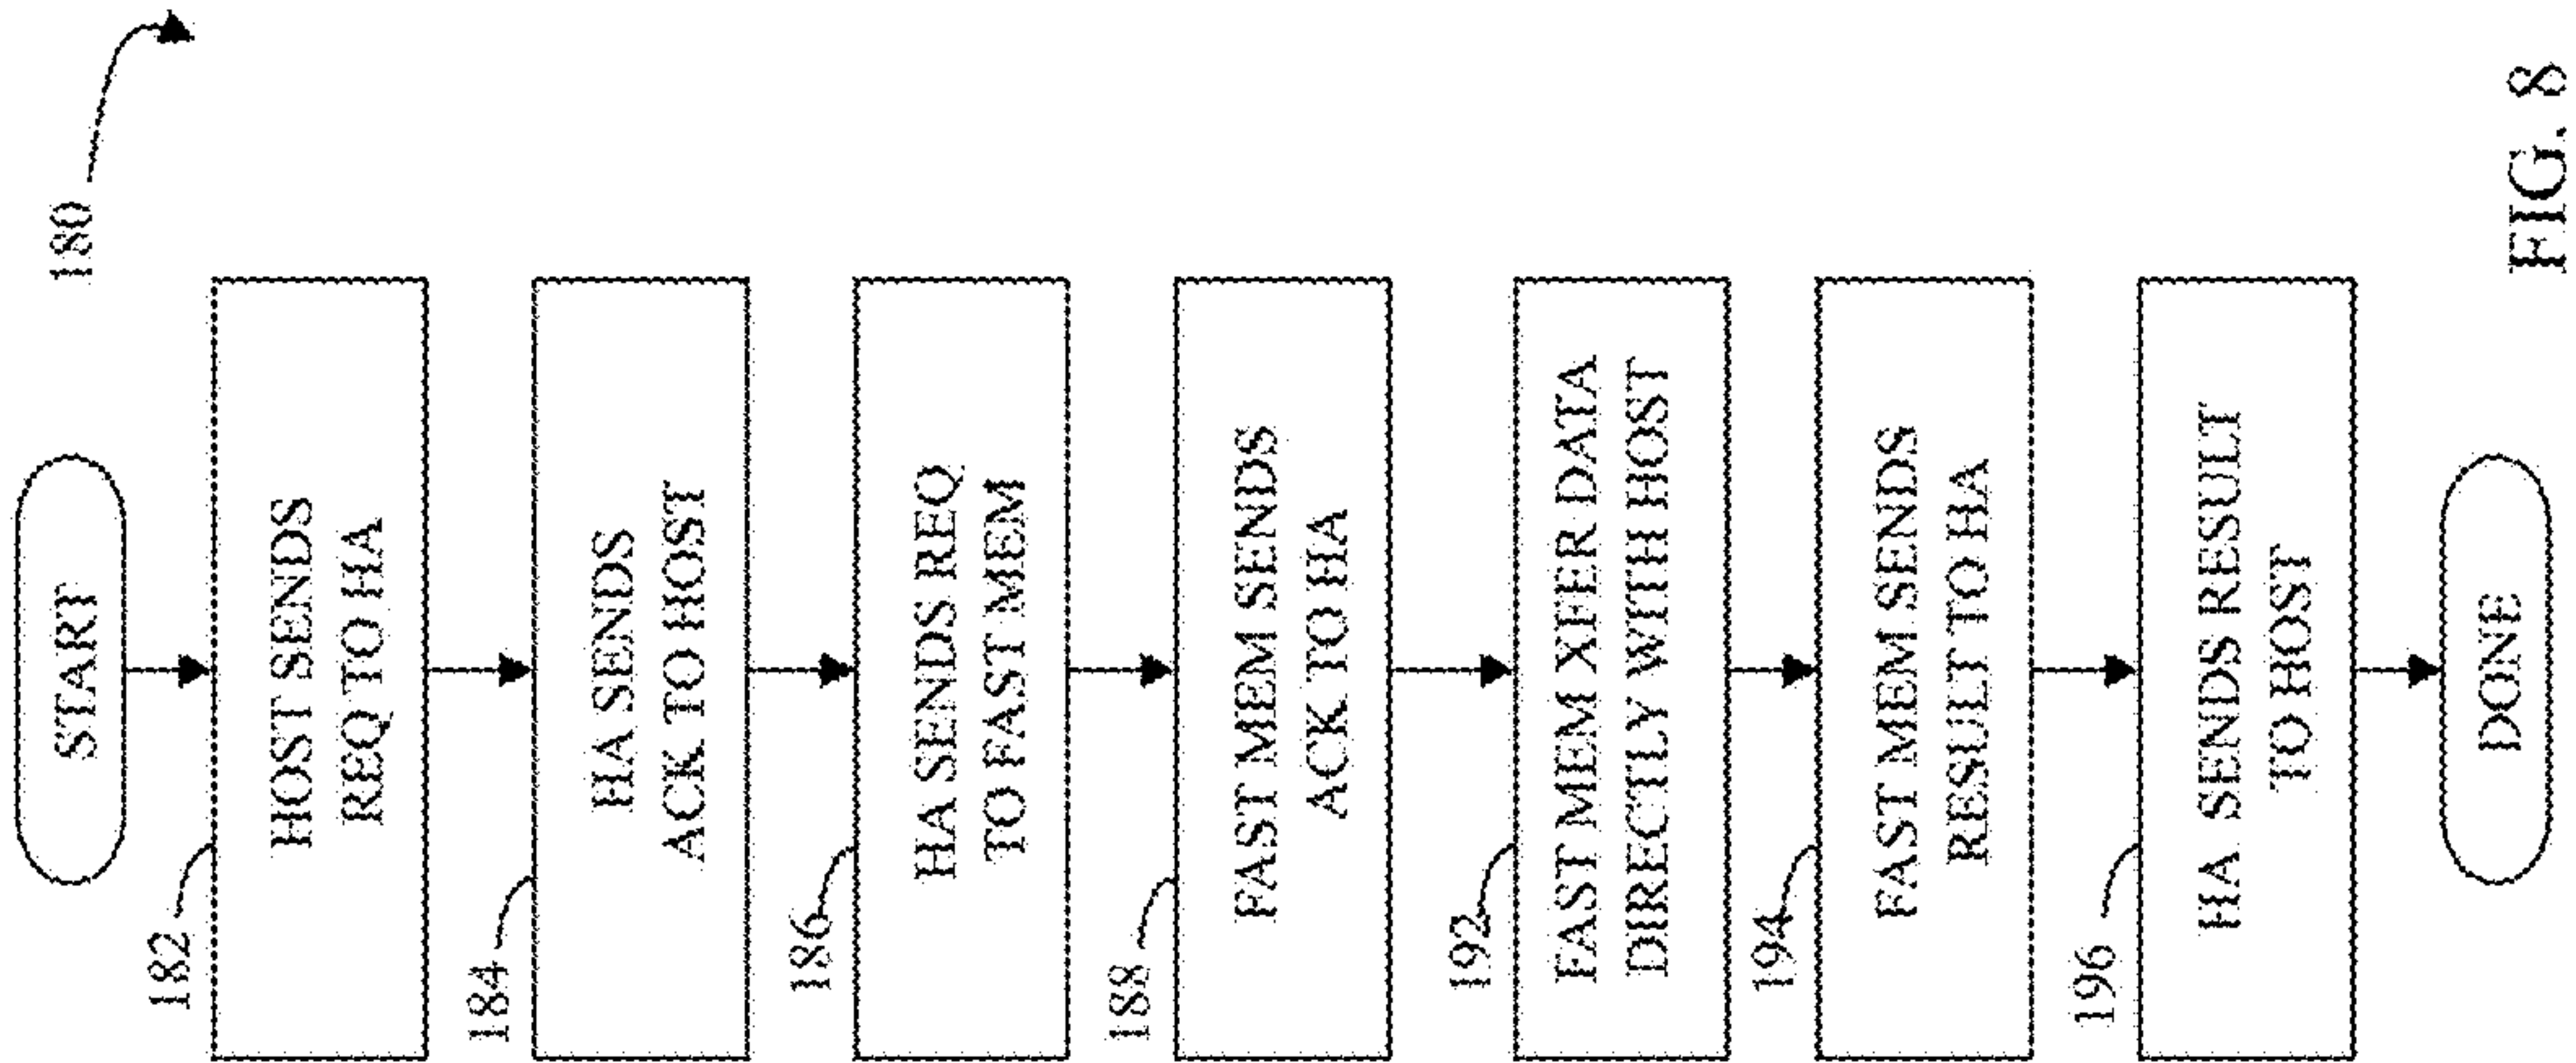 180
START
182
HOST SENDS
REQ TO HA
184
HA SENDS
ACK TO HOST
186
HA SENDS REQ
TO FAST MEM
188
FAST MEM SENDS
ACK TO HA
192
FAST MEM XFER DATA
DIRECTLY WITH HOST
194
FAST MEM SENDS
RESULT TO HA
196
HA SENDS RESULT
TO HOST
DONE
FIG. 8